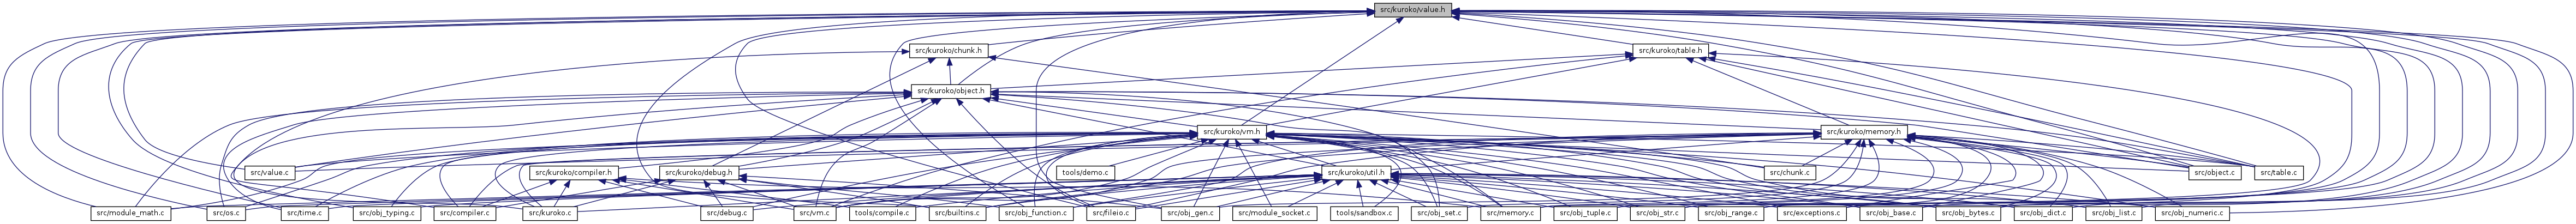 src/kuroko/value.h
src/kuroko/chunk.h
src/kuroko/table.h
src/kuroko/object.h
src/kuroko/vm.h
src/kuroko/memory.h
src/value.c
src/kuroko/compiler.h
src/kuroko/debug.h
tools/demo.c
src/kuroko/util.h
src/chunk.c
src/object.c
src/table.c
src/module_math.c
src/os.c
src/time.c
src/obj_typing.c
src/compiler.c
src/kuroko.c
src/debug.c
src/vm.c
tools/compile.c
src/builtins.c
src/obj_function.c
src/fileio.c
src/obj_gen.c
src/module_socket.c
tools/sandbox.c
src/obj_set.c
src/memory.c
src/obj_tuple.c
src/obj_str.c
src/obj_range.c
src/exceptions.c
src/obj_base.c
src/obj_bytes.c
src/obj_dict.c
src/obj_list.c
src/obj_numeric.c